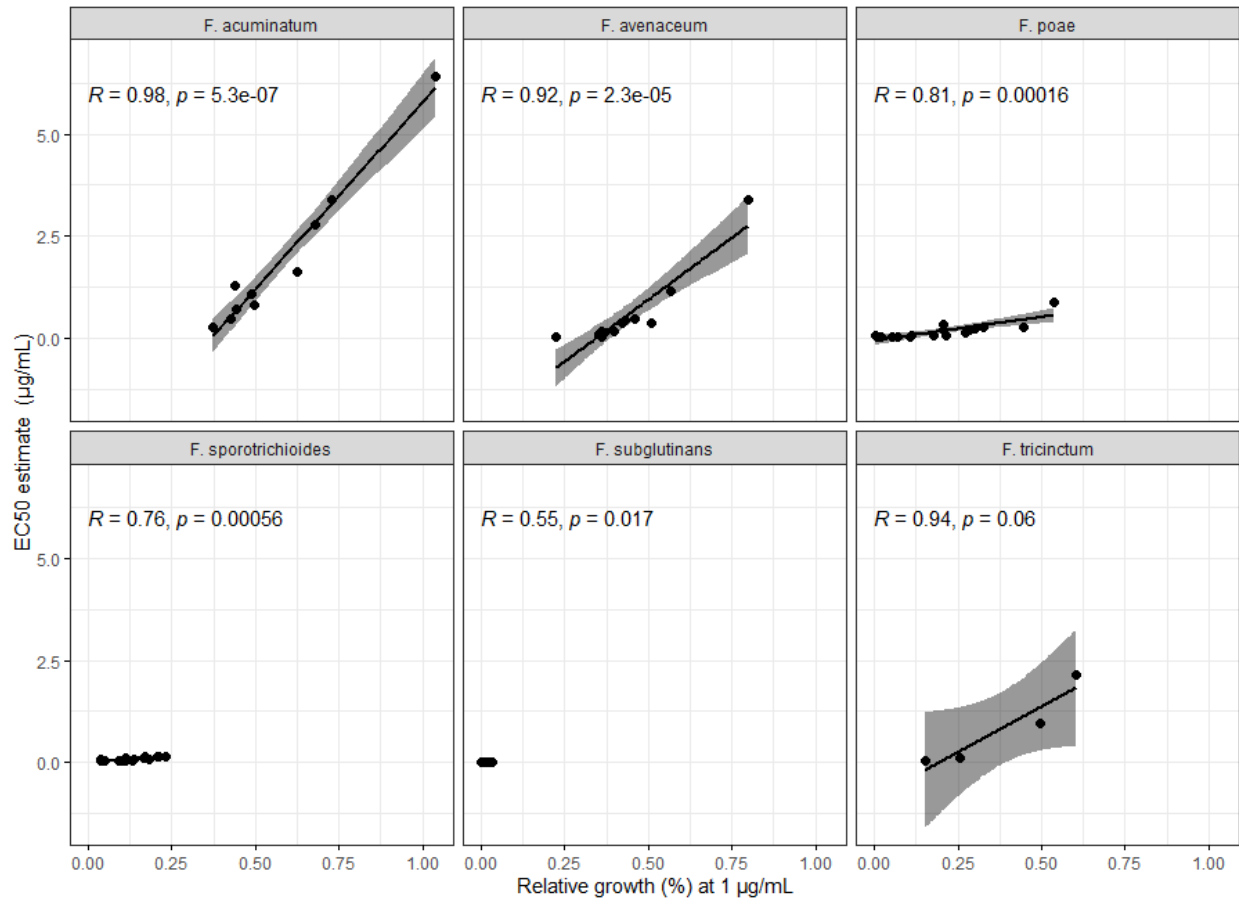 F. acuminatum F. avenaceum F. poae
R = 0.98, p = 5.3e-07 R = 0.92, p = 2.3e-05 R = 0.81, p = 0.00016
5.0
2.5
0.0
EC50 estimate (µg/mL)
F. sporotrichioides F. subglutinans F. tricinctum
R = 0.76, p = 0.00056 R = 0.55, p = 0.017 R = 0.94, p = 0.06
5.0
2.5
0.0
0.00 0.25 0.50 0.75 1.00 0.00 0.25 0.50 0.75 1.00 0.00 0.25 0.50 0.75 1.00
Relative growth (%) at 1 µg/mL